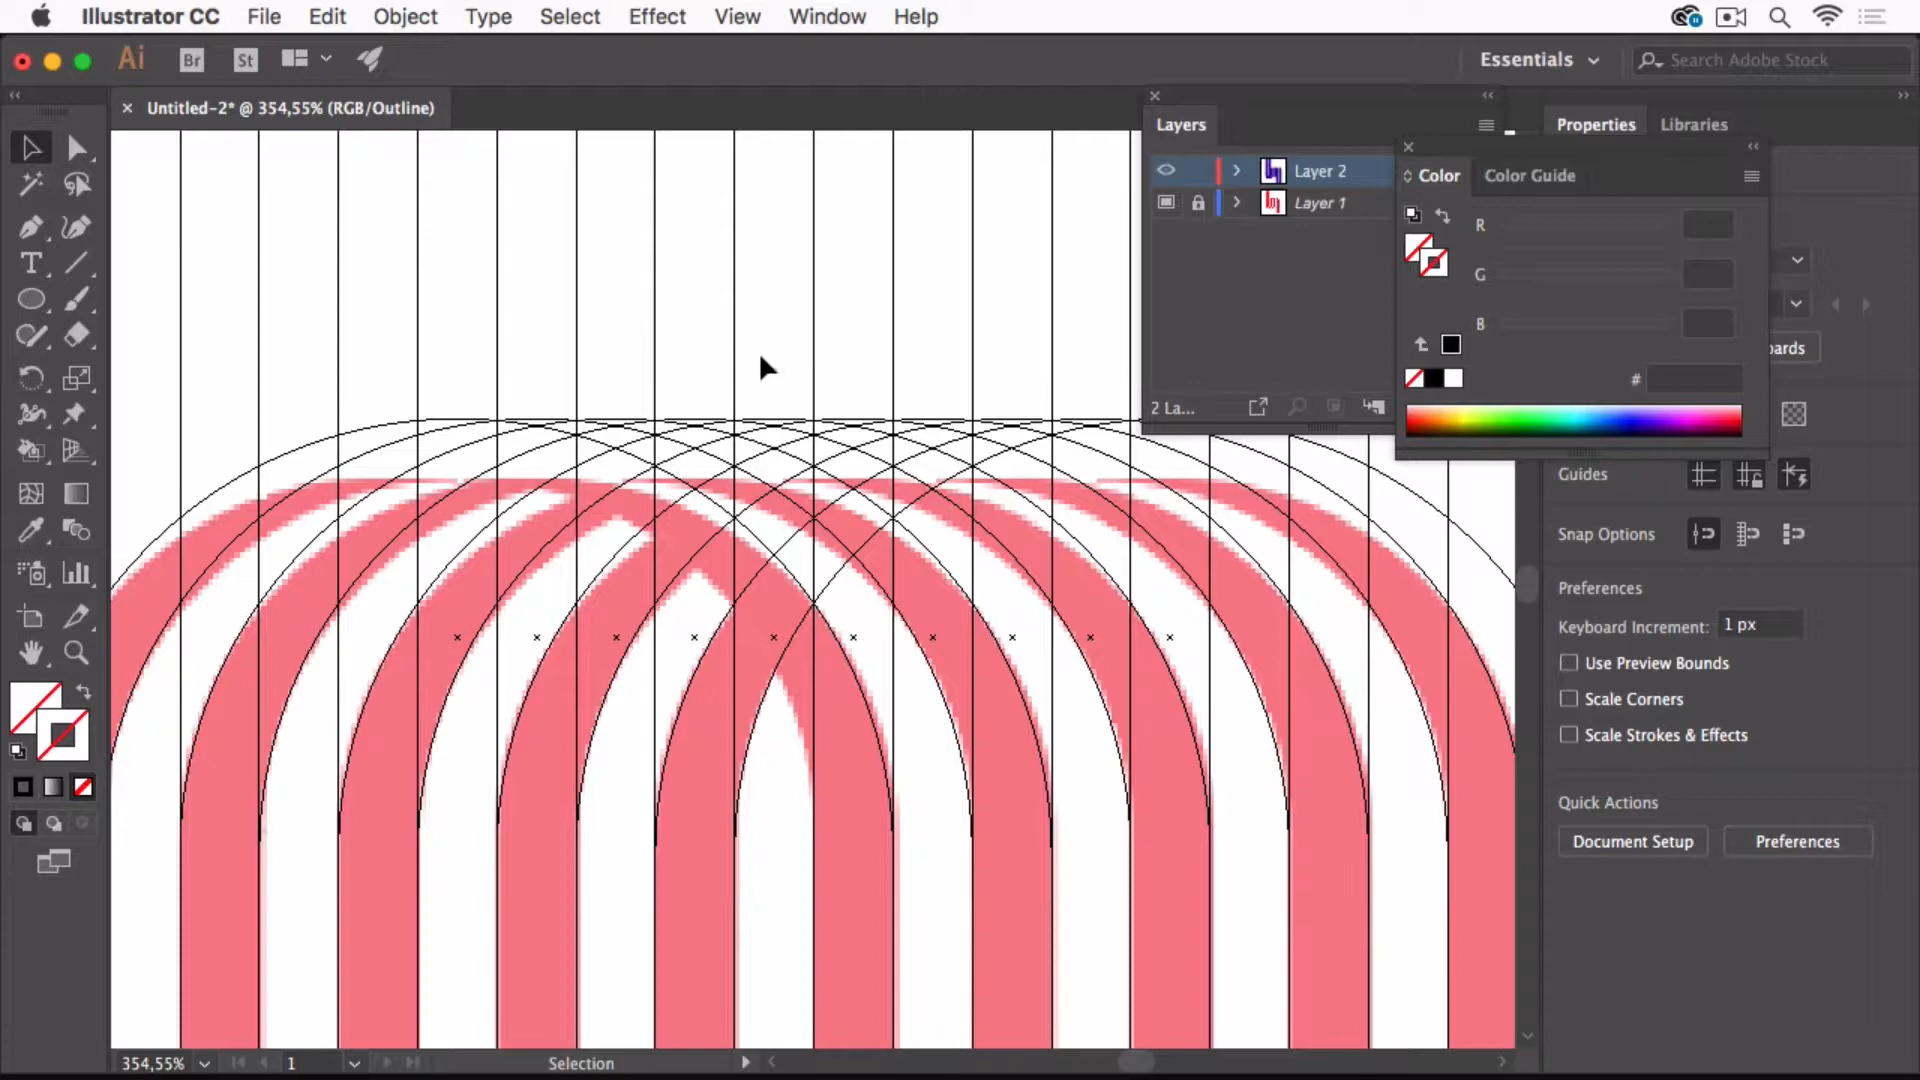 Illustrator CC File Edit Object Type Select Effect View Window Help
Ai Br St Essentials Search Adobe Stock
Untitled-2* @ 354,55% (RGB/Outline)
Layers
Layer 2
Layer 1
2 La...
Color Color Guide
R
G
B
#
Properties Libraries
oards
Guides
Snap Options
Preferences
Keyboard Increment: 1 px
Use Preview Bounds
Scale Corners
Scale Strokes & Effects
Quick Actions
Document Setup Preferences
354,55% 1 Selection